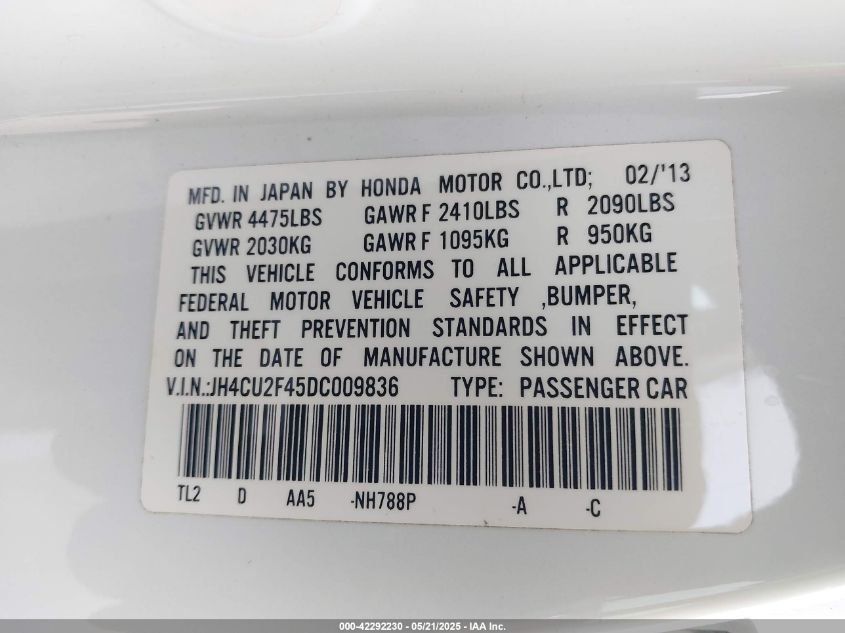 MFD. IN JAPAN BY HONDA MOTOR CO.,LTD; 02/'13
GVWR 4475LBS GAWR F 2410LBS R 2090LBS
GVWR 2030KG GAWR F 1095KG R 950KG
THIS VEHICLE CONFORMS TO ALL APPLICABLE
FEDERAL MOTOR VEHICLE SAFETY ,BUMPER,
AND THEFT PREVENTION STANDARDS IN EFFECT
ON THE DATE OF MANUFACTURE SHOWN ABOVE.
V.I.N.:JH4CU2F45DC009836 TYPE: PASSENGER CAR
TL2 D AA5 -NH788P -A -C
000-42292230 - 05/21/2025 - IAA Inc.